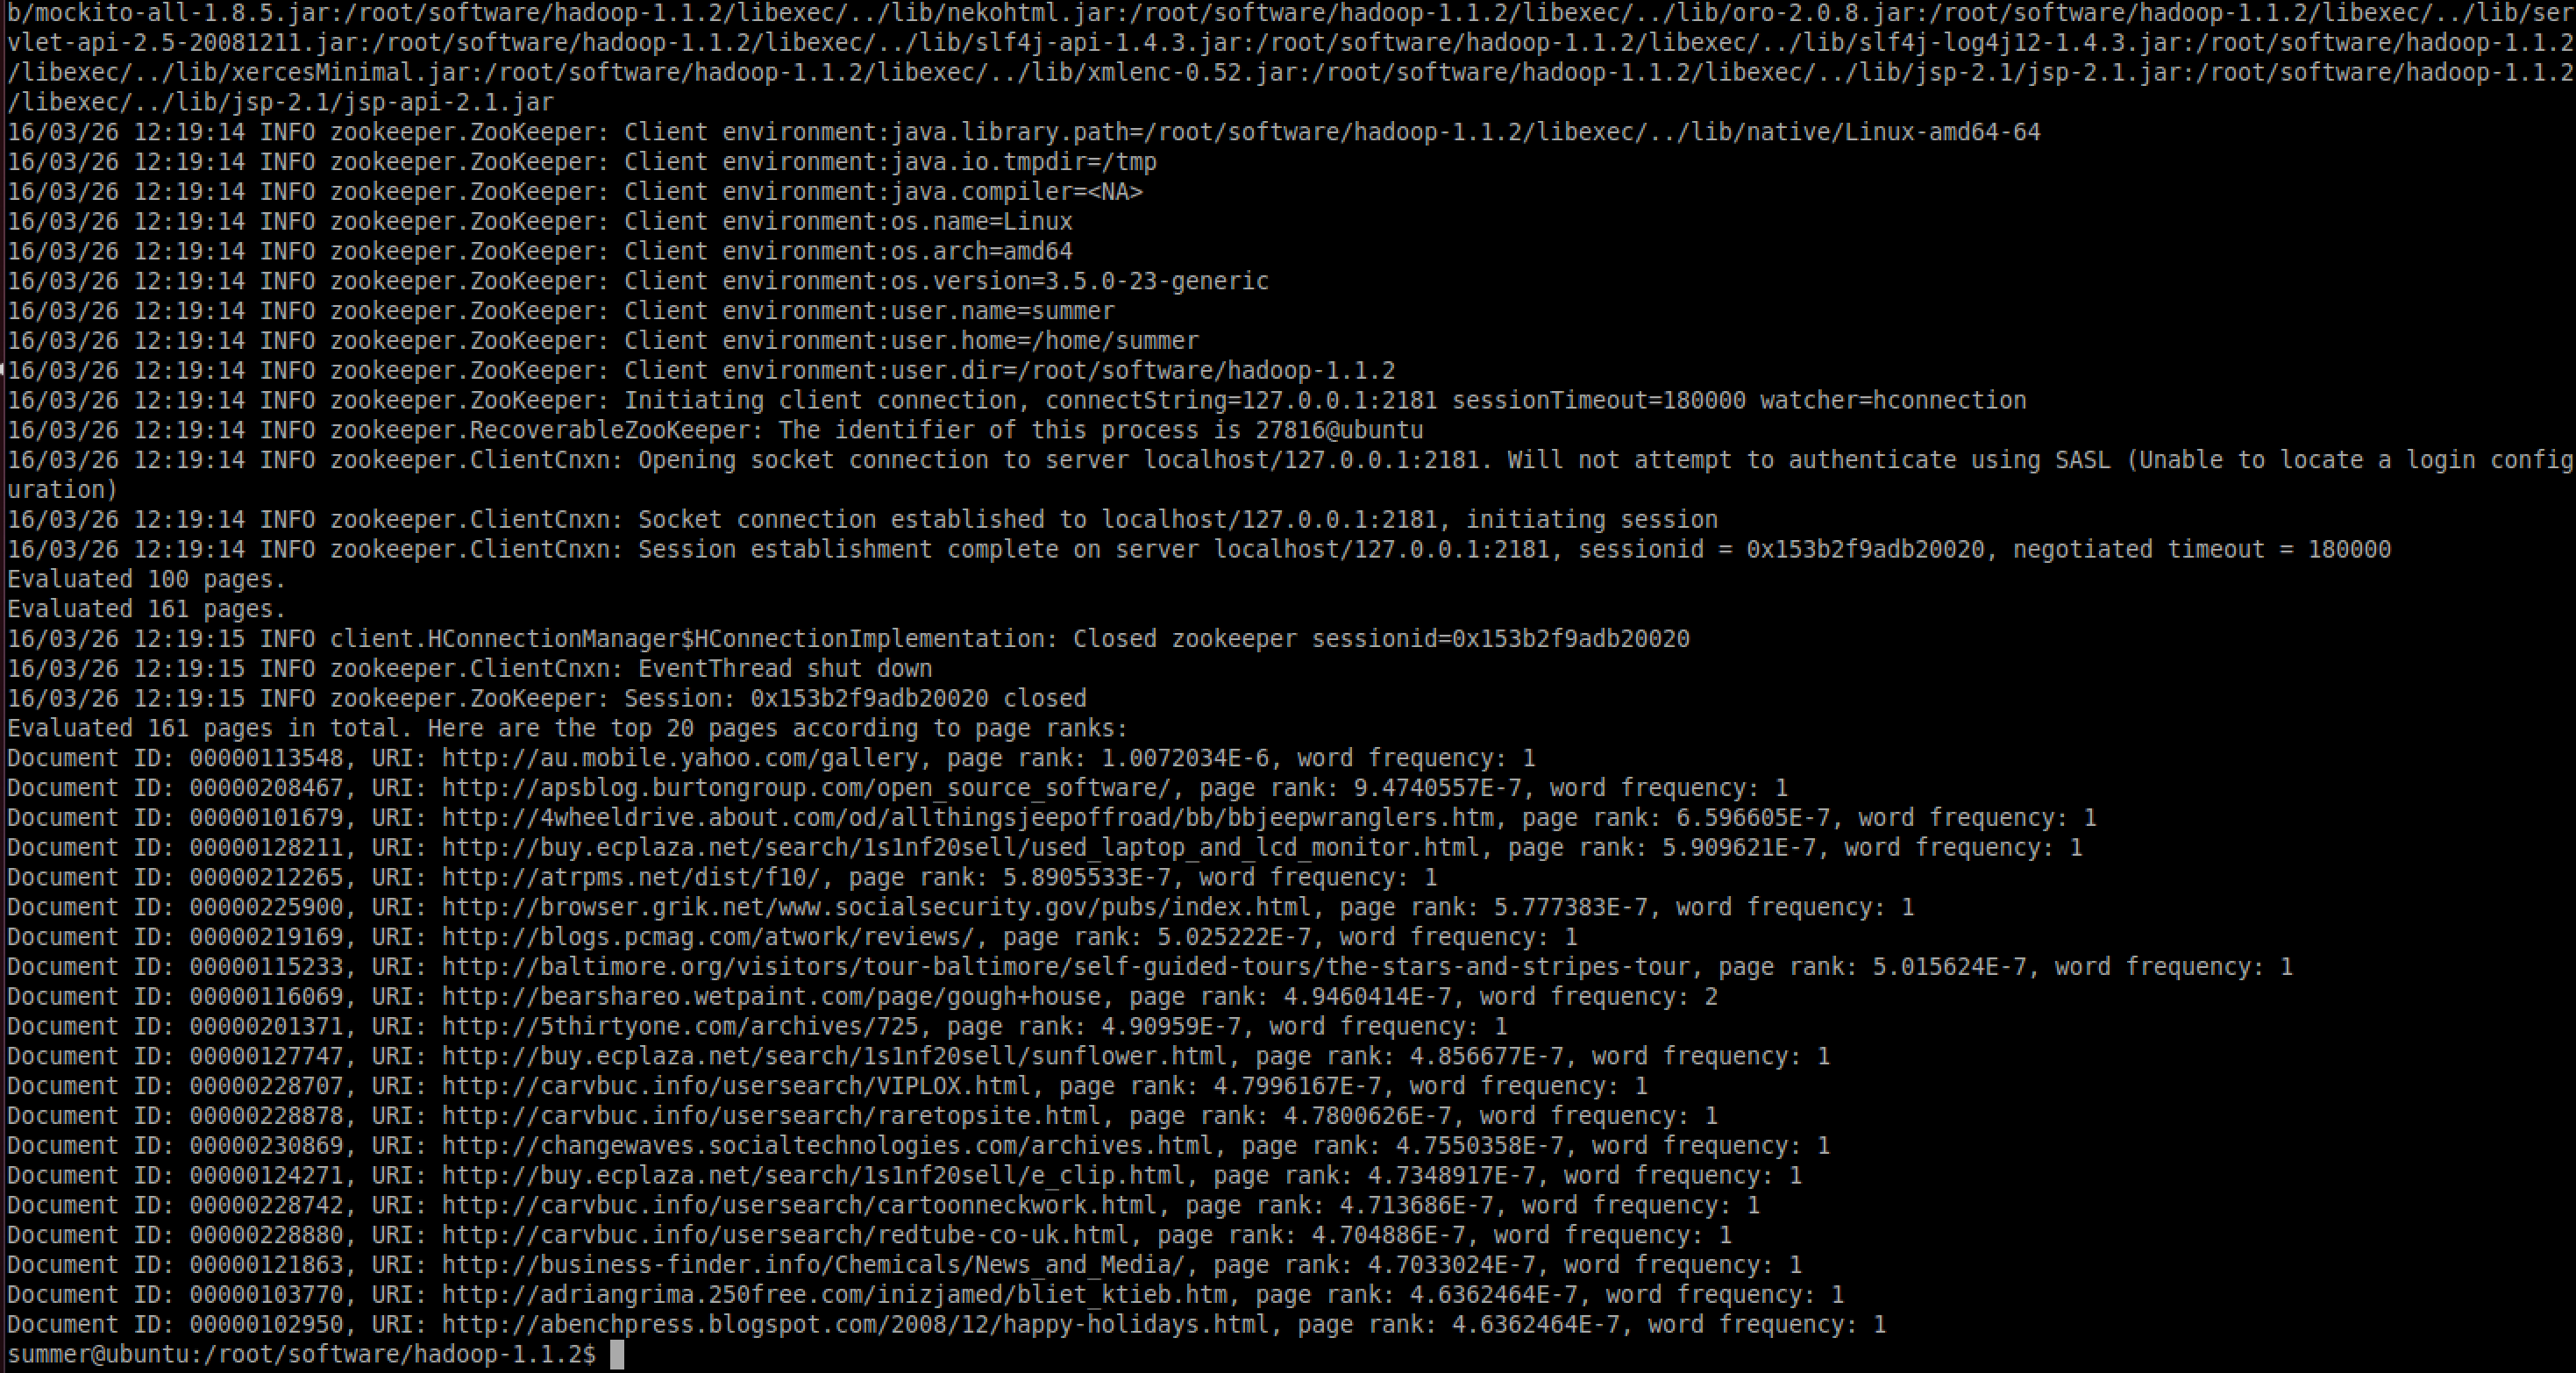 b/mockito-all-1.8.5.jar:/root/software/hadoop-1.1.2/libexec/../lib/nekohtml.jar:/root/software/hadoop-1.1.2/libexec/../lib/oro-2.0.8.jar:/root/software/hadoop-1.1.2/libexec/../lib/ser
vlet-api-2.5-20081211.jar:/root/software/hadoop-1.1.2/libexec/../lib/slf4j-api-1.4.3.jar:/root/software/hadoop-1.1.2/libexec/../lib/slf4j-log4j12-1.4.3.jar:/root/software/hadoop-1.1.2
/libexec/../lib/xercesMinimal.jar:/root/software/hadoop-1.1.2/libexec/../lib/xmlenc-0.52.jar:/root/software/hadoop-1.1.2/libexec/../lib/jsp-2.1/jsp-2.1.jar:/root/software/hadoop-1.1.2
/libexec/../lib/jsp-2.1/jsp-api-2.1.jar
16/03/26 12:19:14 INFO zookeeper.ZooKeeper: Client environment:java.library.path=/root/software/hadoop-1.1.2/libexec/../lib/native/Linux-amd64-64
16/03/26 12:19:14 INFO zookeeper.ZooKeeper: Client environment:java.io.tmpdir=/tmp
16/03/26 12:19:14 INFO zookeeper.ZooKeeper: Client environment:java.compiler=<NA>
16/03/26 12:19:14 INFO zookeeper.ZooKeeper: Client environment:os.name=Linux
16/03/26 12:19:14 INFO zookeeper.ZooKeeper: Client environment:os.arch=amd64
16/03/26 12:19:14 INFO zookeeper.ZooKeeper: Client environment:os.version=3.5.0-23-generic
16/03/26 12:19:14 INFO zookeeper.ZooKeeper: Client environment:user.name=summer
16/03/26 12:19:14 INFO zookeeper.ZooKeeper: Client environment:user.home=/home/summer
16/03/26 12:19:14 INFO zookeeper.ZooKeeper: Client environment:user.dir=/root/software/hadoop-1.1.2
16/03/26 12:19:14 INFO zookeeper.ZooKeeper: Initiating client connection, connectString=127.0.0.1:2181 sessionTimeout=180000 watcher=hconnection
16/03/26 12:19:14 INFO zookeeper.RecoverableZooKeeper: The identifier of this process is 27816@ubuntu
16/03/26 12:19:14 INFO zookeeper.ClientCnxn: Opening socket connection to server localhost/127.0.0.1:2181. Will not attempt to authenticate using SASL (Unable to locate a login config
uration)
16/03/26 12:19:14 INFO zookeeper.ClientCnxn: Socket connection established to localhost/127.0.0.1:2181, initiating session
16/03/26 12:19:14 INFO zookeeper.ClientCnxn: Session establishment complete on server localhost/127.0.0.1:2181, sessionid = 0x153b2f9adb20020, negotiated timeout = 180000
Evaluated 100 pages.
Evaluated 161 pages.
16/03/26 12:19:15 INFO client.HConnectionManager$HConnectionImplementation: Closed zookeeper sessionid=0x153b2f9adb20020
16/03/26 12:19:15 INFO zookeeper.ClientCnxn: EventThread shut down
16/03/26 12:19:15 INFO zookeeper.ZooKeeper: Session: 0x153b2f9adb20020 closed
Evaluated 161 pages in total. Here are the top 20 pages according to page ranks:
Document ID: 00000113548, URI: http://au.mobile.yahoo.com/gallery, page rank: 1.0072034E-6, word frequency: 1
Document ID: 00000208467, URI: http://apsblog.burtongroup.com/open_source_software/, page rank: 9.4740557E-7, word frequency: 1
Document ID: 00000101679, URI: http://4wheeldrive.about.com/od/allthingsjeepoffroad/bb/bbjeepwranglers.htm, page rank: 6.596605E-7, word frequency: 1
Document ID: 00000128211, URI: http://buy.ecplaza.net/search/1s1nf20sell/used_laptop_and_lcd_monitor.html, page rank: 5.909621E-7, word frequency: 1
Document ID: 00000212265, URI: http://atrpms.net/dist/f10/, page rank: 5.8905533E-7, word frequency: 1
Document ID: 00000225900, URI: http://browser.grik.net/www.socialsecurity.gov/pubs/index.html, page rank: 5.777383E-7, word frequency: 1
Document ID: 00000219169, URI: http://blogs.pcmag.com/atwork/reviews/, page rank: 5.025222E-7, word frequency: 1
Document ID: 00000115233, URI: http://baltimore.org/visitors/tour-baltimore/self-guided-tours/the-stars-and-stripes-tour, page rank: 5.015624E-7, word frequency: 1
Document ID: 00000116069, URI: http://bearshareo.wetpaint.com/page/gough+house, page rank: 4.9460414E-7, word frequency: 2
Document ID: 00000201371, URI: http://5thirtyone.com/archives/725, page rank: 4.90959E-7, word frequency: 1
Document ID: 00000127747, URI: http://buy.ecplaza.net/search/1s1nf20sell/sunflower.html, page rank: 4.856677E-7, word frequency: 1
Document ID: 00000228707, URI: http://carvbuc.info/usersearch/VIPLOX.html, page rank: 4.7996167E-7, word frequency: 1
Document ID: 00000228878, URI: http://carvbuc.info/usersearch/raretopsite.html, page rank: 4.7800626E-7, word frequency: 1
Document ID: 00000230869, URI: http://changewaves.socialtechnologies.com/archives.html, page rank: 4.7550358E-7, word frequency: 1
Document ID: 00000124271, URI: http://buy.ecplaza.net/search/1s1nf20sell/e_clip.html, page rank: 4.7348917E-7, word frequency: 1
Document ID: 00000228742, URI: http://carvbuc.info/usersearch/cartoonneckwork.html, page rank: 4.713686E-7, word frequency: 1
Document ID: 00000228880, URI: http://carvbuc.info/usersearch/redtube-co-uk.html, page rank: 4.704886E-7, word frequency: 1
Document ID: 00000121863, URI: http://business-finder.info/Chemicals/News_and_Media/, page rank: 4.7033024E-7, word frequency: 1
Document ID: 00000103770, URI: http://adriangrima.250free.com/inizjamed/bliet_ktieb.htm, page rank: 4.6362464E-7, word frequency: 1
Document ID: 00000102950, URI: http://abenchpress.blogspot.com/2008/12/happy-holidays.html, page rank: 4.6362464E-7, word frequency: 1
summer@ubuntu:/root/software/hadoop-1.1.2$